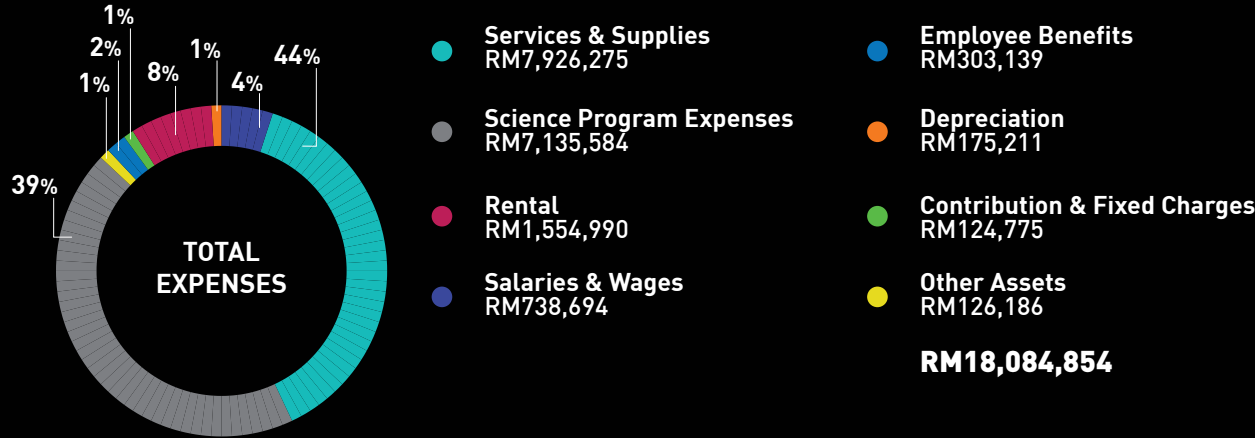 1%
2%
1%
8%
1%
4%
44%
39%
TOTAL
EXPENSES
Services & Supplies
RM7,926,275
Science Program Expenses
RM7,135,584
Rental
RM1,554,990
Salaries & Wages
RM738,694
Employee Benefits
RM303,139
Depreciation
RM175,211
Contribution & Fixed Charges
RM124,775
Other Assets
RM126,186
RM18,084,854